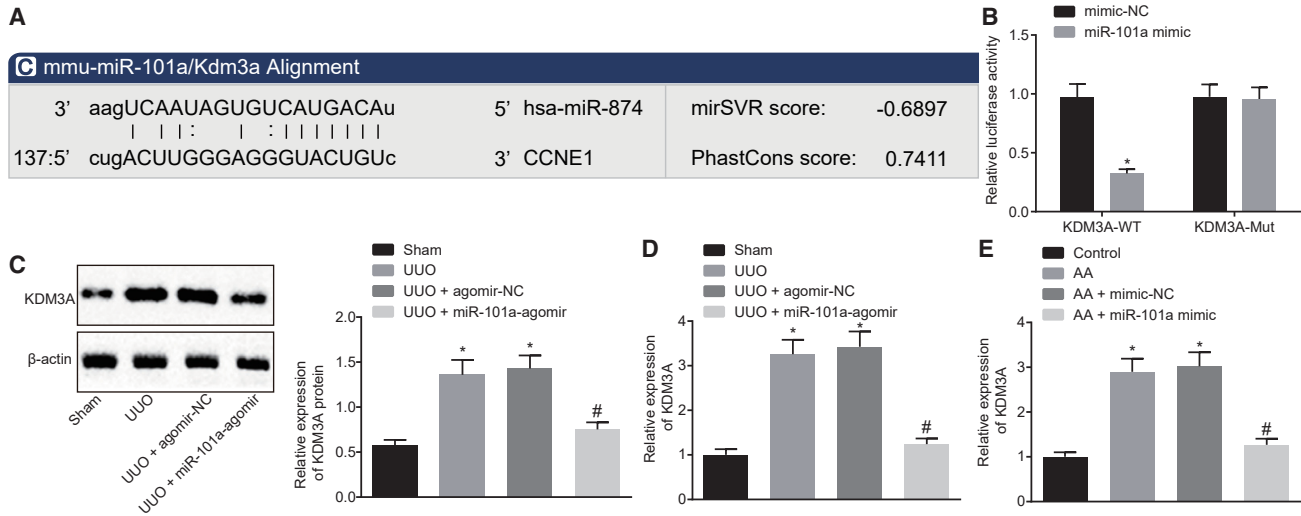 A
C mmu-miR-101a/Kdm3a Alignment
3’ aagUCAAUAGUGUCAUGACAu 5’ hsa-miR-874 mirSVR score: -0.6897
| | | : | : | | | | | | |
137:5’ cugACUUGGGAGGGUACUGUc 3’ CCNE1 PhastCons score: 0.7411
B
mimic-NC
miR-101a mimic
Relative luciferase activity
1.5
1.0
0.5
0.0
*
KDM3A-WT KDM3A-Mut
C
KDM3A
β-actin
Sham
UUO
UUO + agomir-NC
UUO + miR-101a-agomir
Sham
UUO
UUO + agomir-NC
UUO + miR-101a-agomir
Relative expression
of KDM3A protein
2.0
1.5
1.0
0.5
0.0
* * #
D
Sham
UUO
UUO + agomir-NC
UUO + miR-101a-agomir
Relative expression
of KDM3A
4
3
2
1
0
* * #
E
Control
AA
AA + mimic-NC
AA + miR-101a mimic
Relative expression
of KDM3A
4
3
2
1
0
* * #